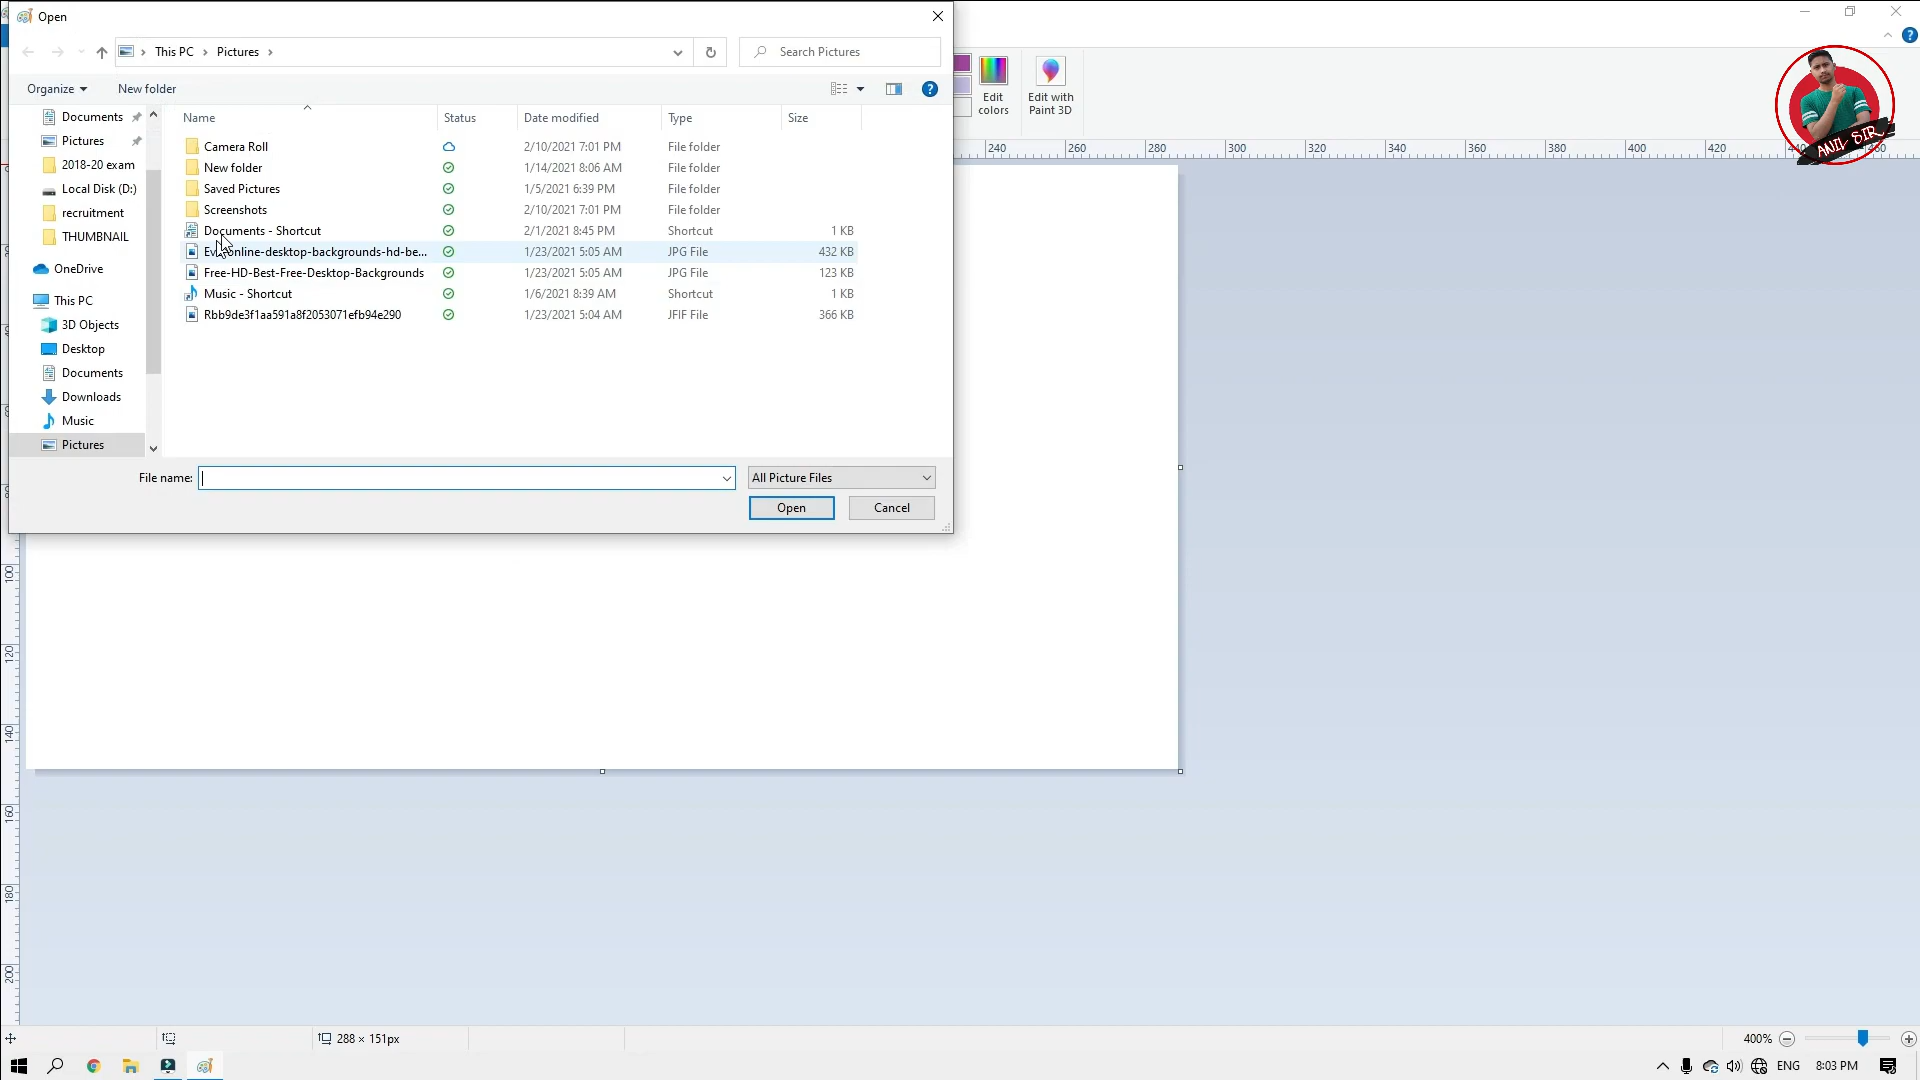 Open
This PC > Pictures >
Search Pictures
Organize
New folder
Edit colors
Edit with Paint 3D
ANIL SIR
Documents
Pictures
2018-20 exam
Local Disk (D:)
recruitment
THUMBNAIL
OneDrive
This PC
3D Objects
Desktop
Documents
Downloads
Music
Pictures
Name Status Date modified Type Size
Camera Roll 2/10/2021 7:01 PM File folder
New folder 1/14/2021 8:06 AM File folder
Saved Pictures 1/5/2021 6:39 PM File folder
Screenshots 2/10/2021 7:01 PM File folder
Documents - Shortcut 2/1/2021 8:45 PM Shortcut 1 KB
online-desktop-backgrounds-hd-be... 1/23/2021 5:05 AM JPG File 432 KB
Free-HD-Best-Free-Desktop-Backgrounds 1/23/2021 5:05 AM JPG File 123 KB
Music - Shortcut 1/6/2021 8:39 AM Shortcut 1 KB
Rbb9de3f1aa591a8f2053071efb94e290 1/23/2021 5:04 AM JFIF File 366 KB
240 260 280 300 320 340 360 380 400 420
File name:
All Picture Files
Open
Cancel
100
120
140
160
180
200
288 × 151px
400%
ENG
8:03 PM